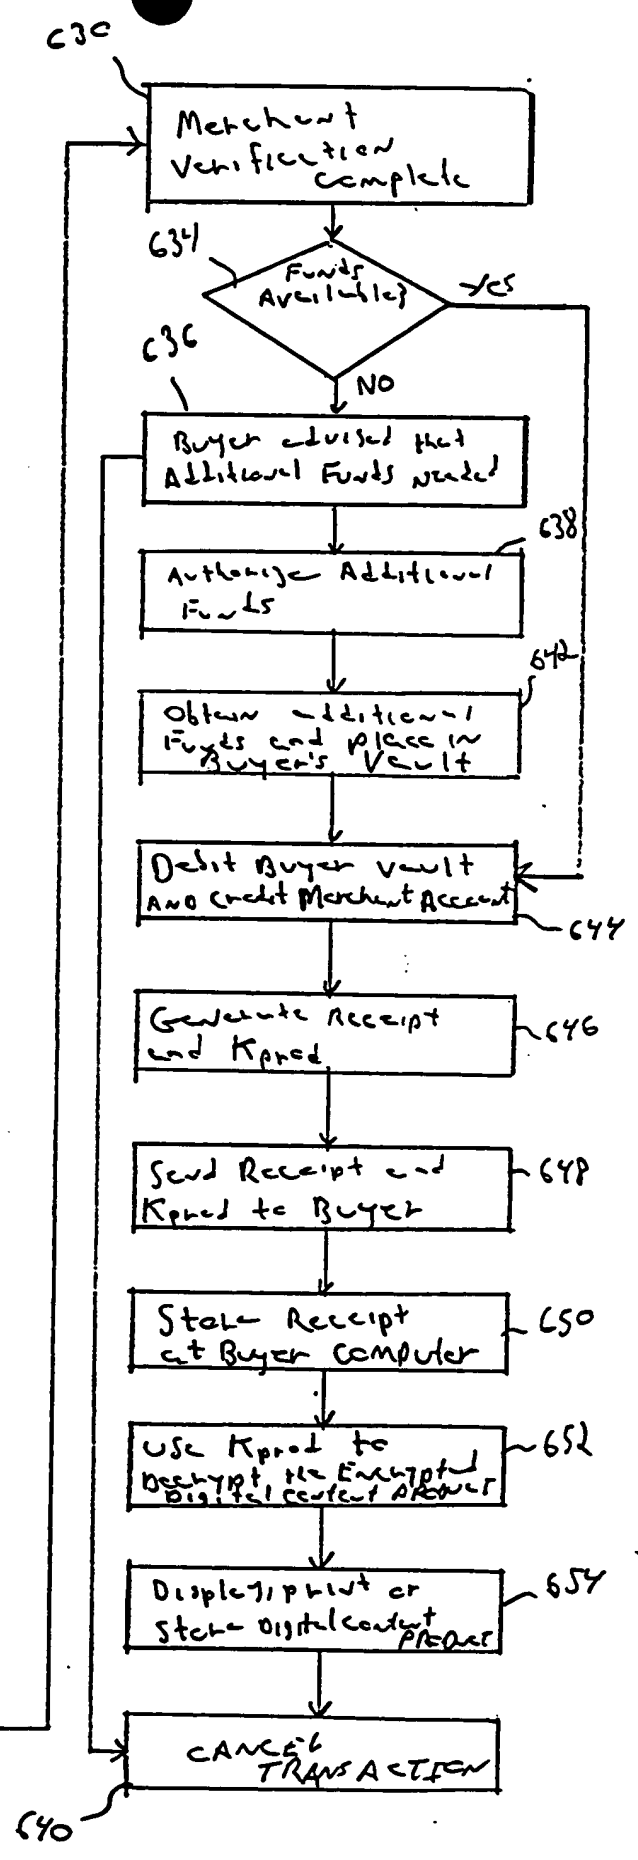 630
Merchant
Verification
complete
634
Funds
Available?
Yes
NO
636
Buyer advised that
Additional Funds needed
638
Authorize Additional
Funds
642
Obtain additional
Funds and place in
Buyer's Vault
Debit Buyer Vault
AND credit Merchant Account
644
Generate Receipt
and Kprod
646
Send Receipt and
Kprod to Buyer
648
Store Receipt
at Buyer Computer
650
Use Kprod to
Decrypt the Encrypted
Digital content PRODUCT
652
Display, print or
Store Digital Content
PRODUCT
654
CANCEL
TRANSACTION
640